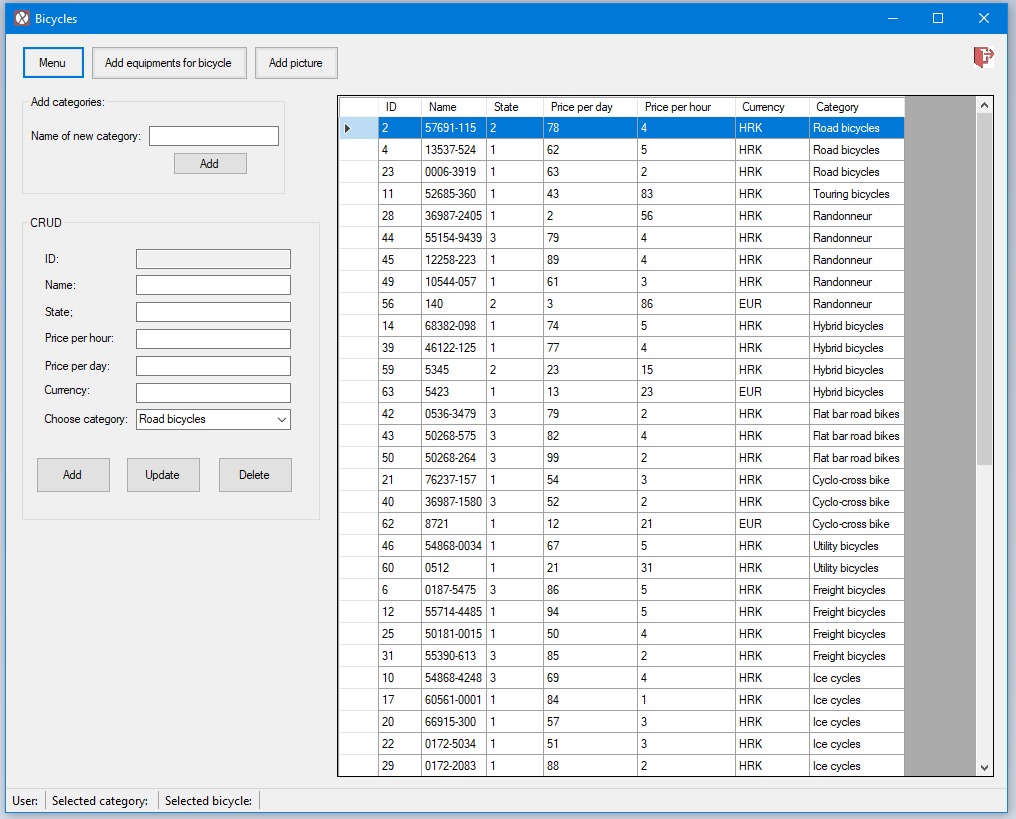 Bicycles
Menu Add equipments for bicycle Add picture
Add categories:
Name of new category:
Add
CRUD
ID:
Name:
State;
Price per hour:
Price per day:
Currency:
Choose category: Road bicycles
Add Update Delete
ID Name State Price per day Price per hour Currency Category
2 57691-115 2 78 4 HRK Road bicycles
4 13537-524 1 62 5 HRK Road bicycles
23 0006-3919 1 63 2 HRK Road bicycles
11 52685-360 1 43 83 HRK Touring bicycles
28 36987-2405 1 2 56 HRK Randonneur
44 55154-9439 3 79 4 HRK Randonneur
45 12258-223 1 89 4 HRK Randonneur
49 10544-057 1 61 3 HRK Randonneur
56 140 2 3 86 EUR Randonneur
14 68382-098 1 74 5 HRK Hybrid bicycles
39 46122-125 1 77 4 HRK Hybrid bicycles
59 5345 2 23 15 HRK Hybrid bicycles
63 5423 1 13 23 EUR Hybrid bicycles
42 0536-3479 3 79 2 HRK Flat bar road bikes
43 50268-575 3 82 4 HRK Flat bar road bikes
50 50268-264 3 99 2 HRK Flat bar road bikes
21 76237-157 1 54 3 HRK Cyclo-cross bike
40 36987-1580 3 52 2 HRK Cyclo-cross bike
62 8721 1 12 21 EUR Cyclo-cross bike
46 54868-0034 1 67 5 HRK Utility bicycles
60 0512 1 21 31 HRK Utility bicycles
6 0187-5475 3 86 5 HRK Freight bicycles
12 55714-4485 1 94 5 HRK Freight bicycles
25 50181-0015 1 50 4 HRK Freight bicycles
31 55390-613 3 85 2 HRK Freight bicycles
10 54868-4248 3 69 4 HRK Ice cycles
17 60561-0001 1 84 1 HRK Ice cycles
20 66915-300 1 57 3 HRK Ice cycles
22 0172-5034 1 51 3 HRK Ice cycles
29 0172-2083 1 88 2 HRK Ice cycles
User: Selected category: Selected bicycle: